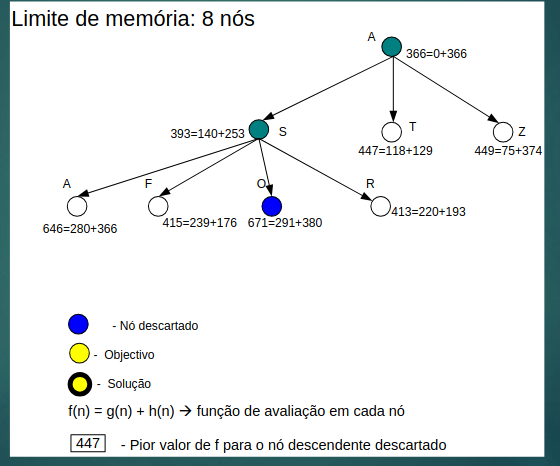 Limite de memória: 8 nós
A
366=0+366
393=140+253
S
T
Z
447=118+129
449=75+374
A
F
O
R
646=280+366
415=239+176
671=291+380
413=220+193
- Nó descartado
- Objectivo
- Solução
f(n) = g(n) + h(n) → função de avaliação em cada nó
447 - Pior valor de f para o nó descendente descartado